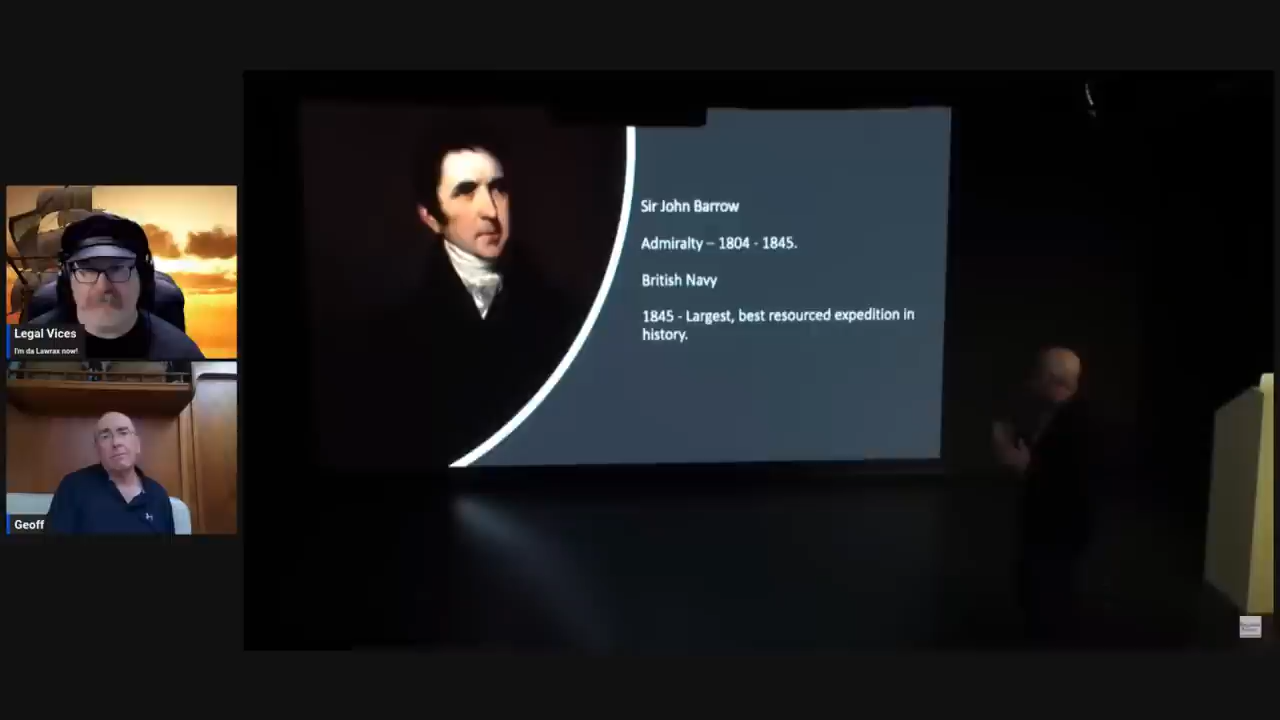 Sir John Barrow
Admiralty – 1804 - 1845.
British Navy
1845 - Largest, best resourced expedition in
history.
Legal Vices
I'm da Lawrax now!
Geoff